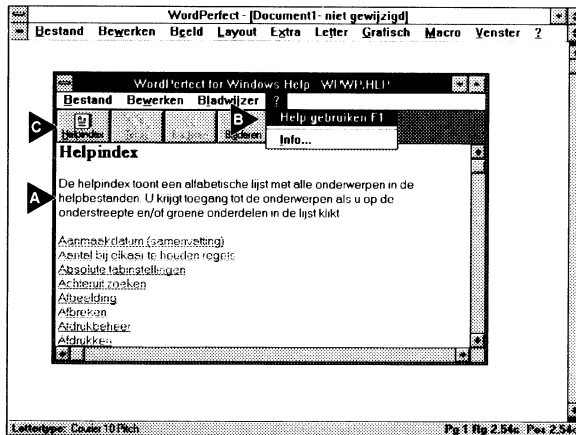 WordPerfect - [Document1- niet gewijzigd]
Bestand Bewerken Beeld Layout Extra Letter Grafisch Macro Venster ?
WordPerfect for Windows Help - WPWP.HLP
Bestand Bewerken Bladwijzer ?
B
Help gebruiken F1
Info...
C
Helpindex Bladeren
Helpindex
A
De helpindex toont een alfabetische lijst met alle onderwerpen in de
helpbestanden. U krijgt toegang tot de onderwerpen als u op de
onderstreepte en/of groene onderdelen in de lijst klikt
Aanmaakdatum (samenvatting)
Aantal bij elkaar te houden regels
Absolute tabinstellingen
Achteruit zoeken
Afbeelding
Afbreken
Afdrukbeheer
Afdrukken
Lettertype: Courier 10 Pitch Pg 1 Rg 2.54c Pos 2.54c